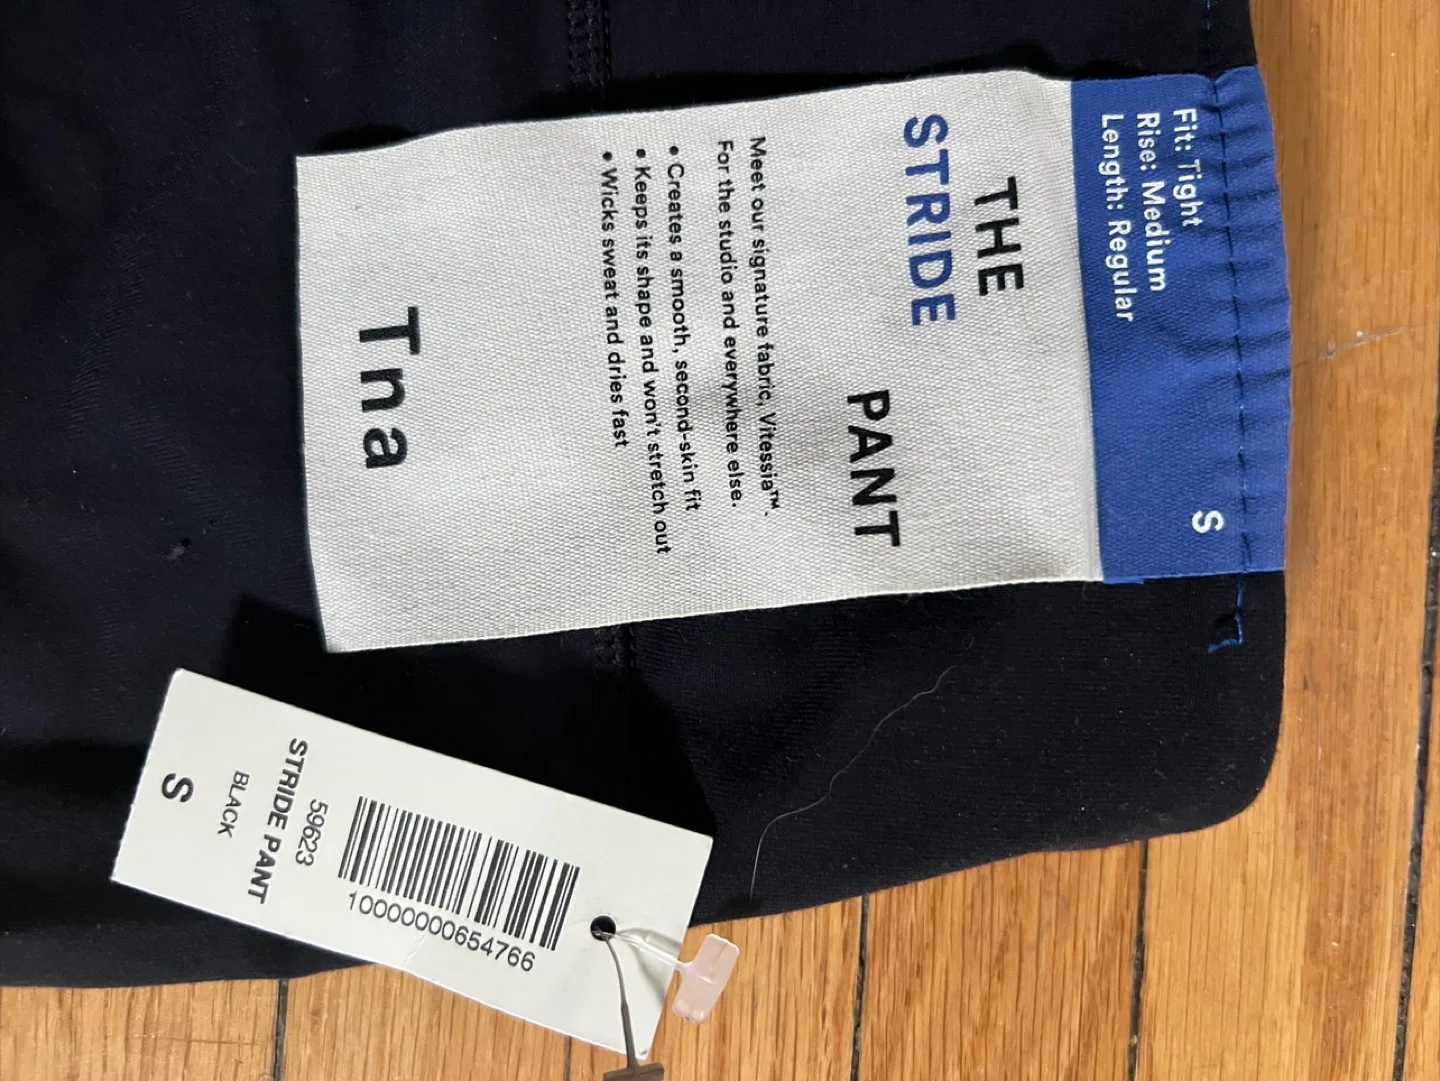 Fit: Tight
Rise: Medium
Length: Regular
S
THE
STRIDE
PANT
Meet our signature fabric, Vitessia™.
For the studio and everywhere else.
• Creates a smooth, second-skin fit
• Keeps its shape and won't stretch out
• Wicks sweat and dries fast
Tna
10000000654766
59623
STRIDE PANT
BLACK
S